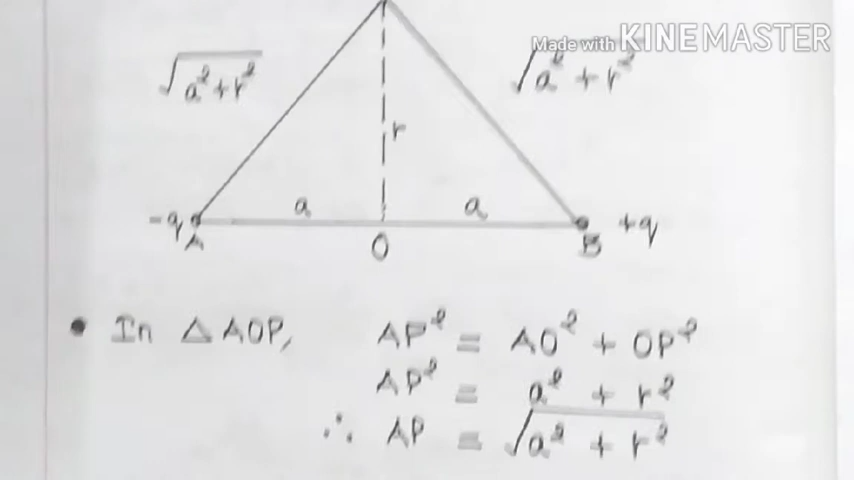 Made with KINEMASTER
√a²+r² √a²+r²
r
a a
-q A O B +q
• In △AOP, AP² = AO² + OP²
AP² = a² + r²
∴ AP = √a² + r²